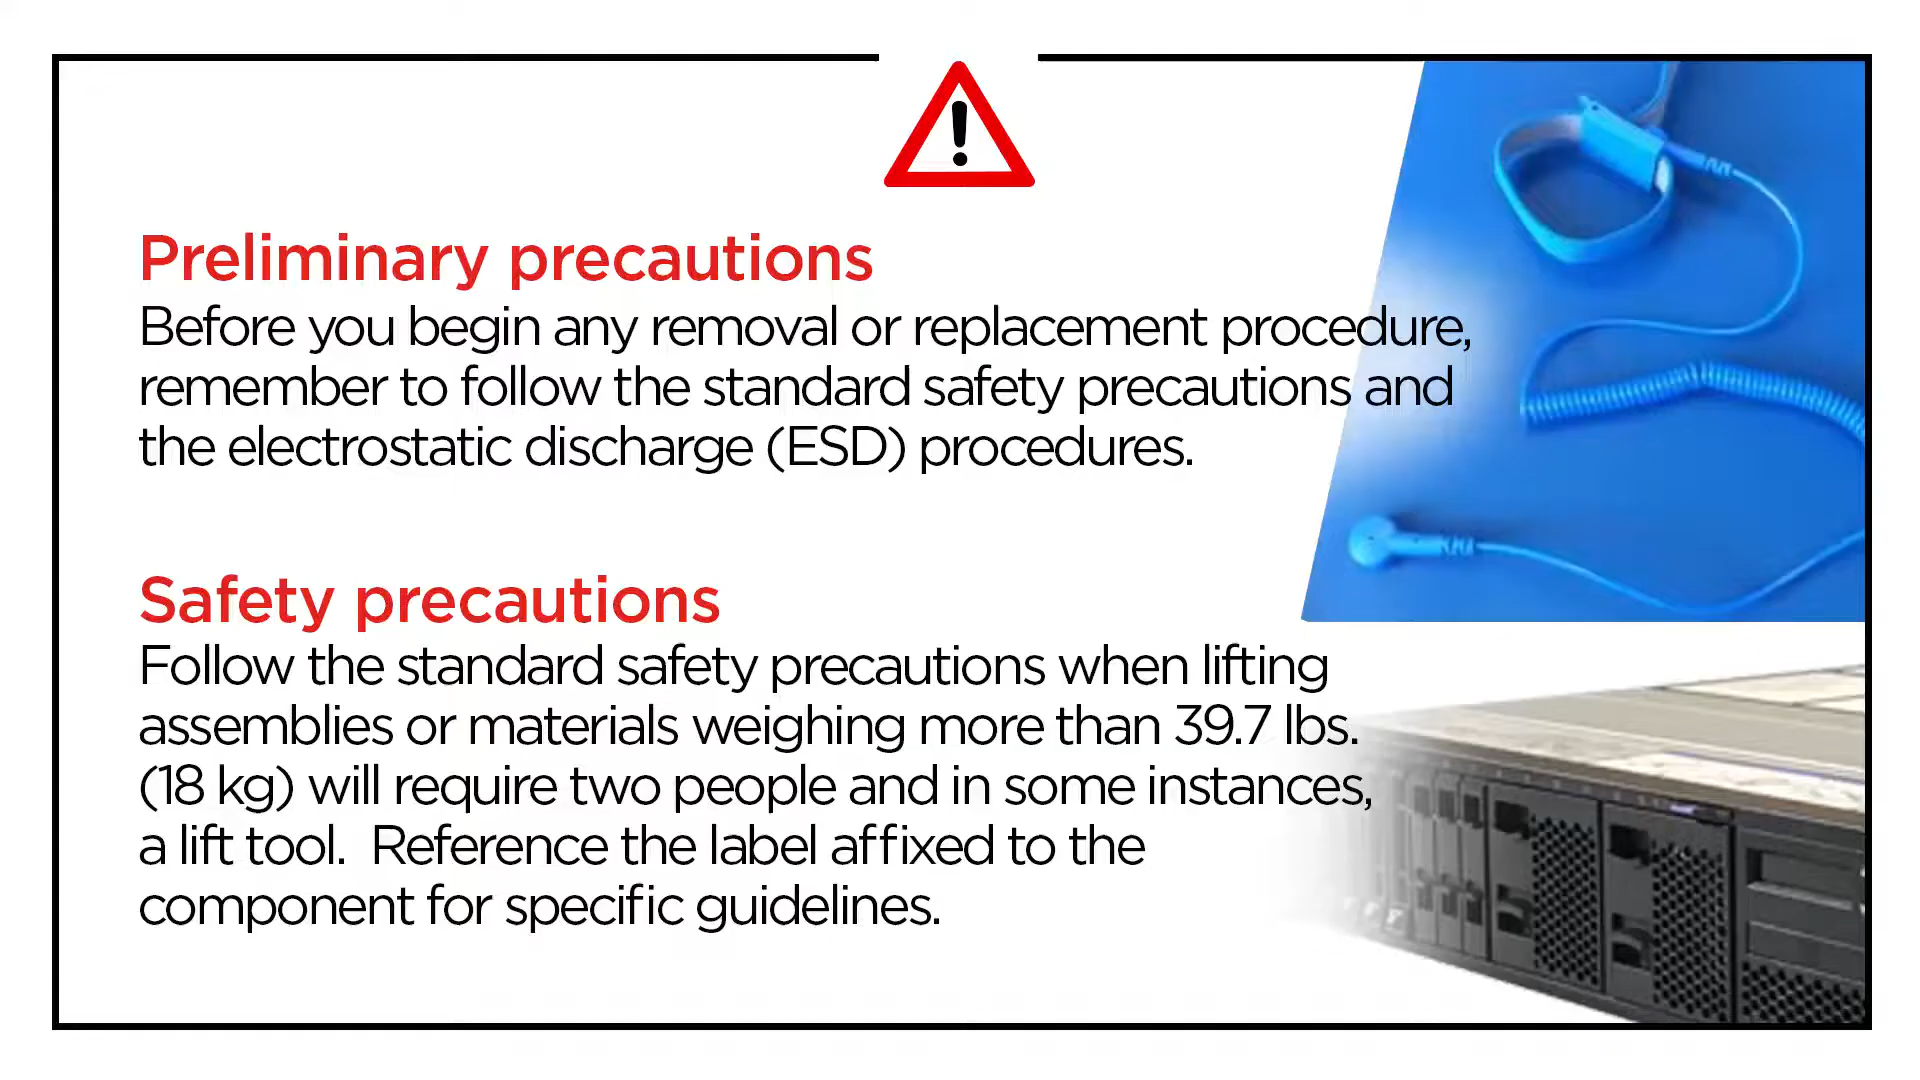 Preliminary precautions
Before you begin any removal or replacement procedure,
remember to follow the standard safety precautions and
the electrostatic discharge (ESD) procedures.
Safety precautions
Follow the standard safety precautions when lifting
assemblies or materials weighing more than 39.7 lbs.
(18 kg) will require two people and in some instances,
a lift tool.  Reference the label affixed to the
component for specific guidelines.